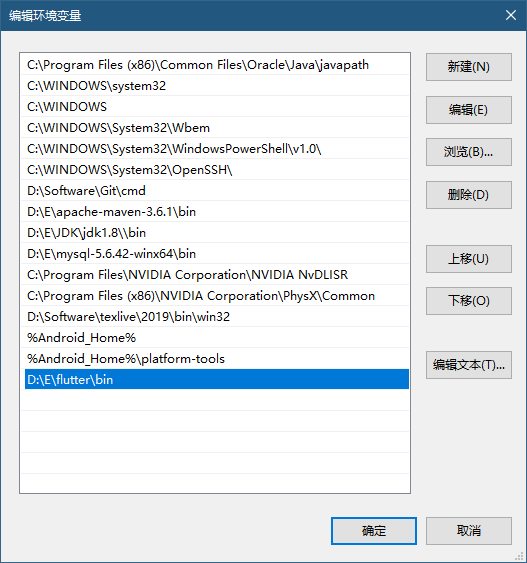 编辑环境变量
C:\Program Files (x86)\Common Files\Oracle\Java\javapath
C:\WINDOWS\system32
C:\WINDOWS
C:\WINDOWS\System32\Wbem
C:\WINDOWS\System32\WindowsPowerShell\v1.0\
C:\WINDOWS\System32\OpenSSH\
D:\Software\Git\cmd
D:\E\apache-maven-3.6.1\bin
D:\E\JDK\jdk1.8\\bin
D:\E\mysql-5.6.42-winx64\bin
C:\Program Files\NVIDIA Corporation\NVIDIA NvDLISR
C:\Program Files (x86)\NVIDIA Corporation\PhysX\Common
D:\Software\texlive\2019\bin\win32
%Android_Home%
%Android_Home%\platform-tools
D:\E\flutter\bin
新建(N)
编辑(E)
浏览(B)...
删除(D)
上移(U)
下移(O)
编辑文本(T)...
确定
取消